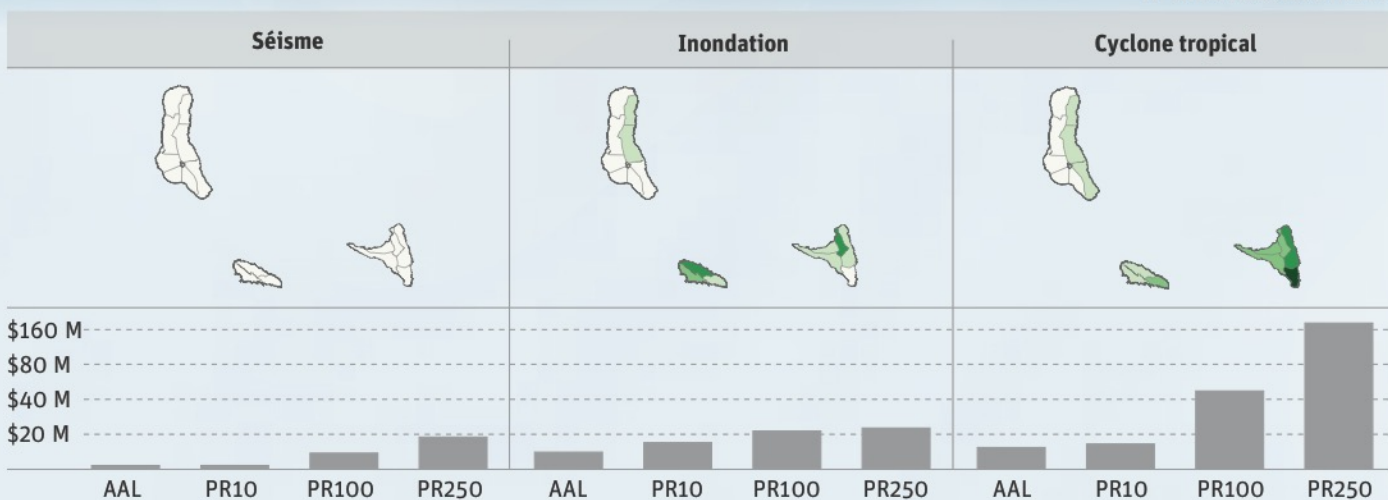 Séisme Inondation Cyclone tropical
$160 M
$80 M
$40 M
$20 M
AAL PR10 PR100 PR250 AAL PR10 PR100 PR250 AAL PR10 PR100 PR250